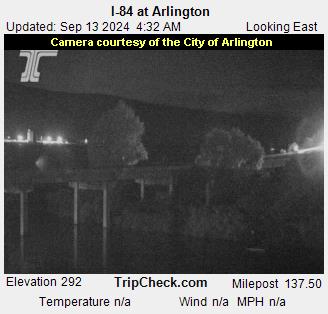 I-84 at Arlington
Updated: Sep 13 2024 4:32 AM Looking East
Camera courtesy of the City of Arlington
Elevation 292 TripCheck.com Milepost 137.50
Temperature n/a Wind n/a MPH n/a